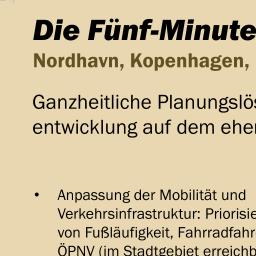 Die Fünf-Minute
Nordhavn, Kopenhagen,
Ganzheitliche Planungslös
entwicklung auf dem ehe
• Anpassung der Mobilität und
Verkehrsinfrastruktur: Priorisie
von Fußläufigkeit, Fahrradfahr
ÖPNV (im Stadtgebiet erreichb